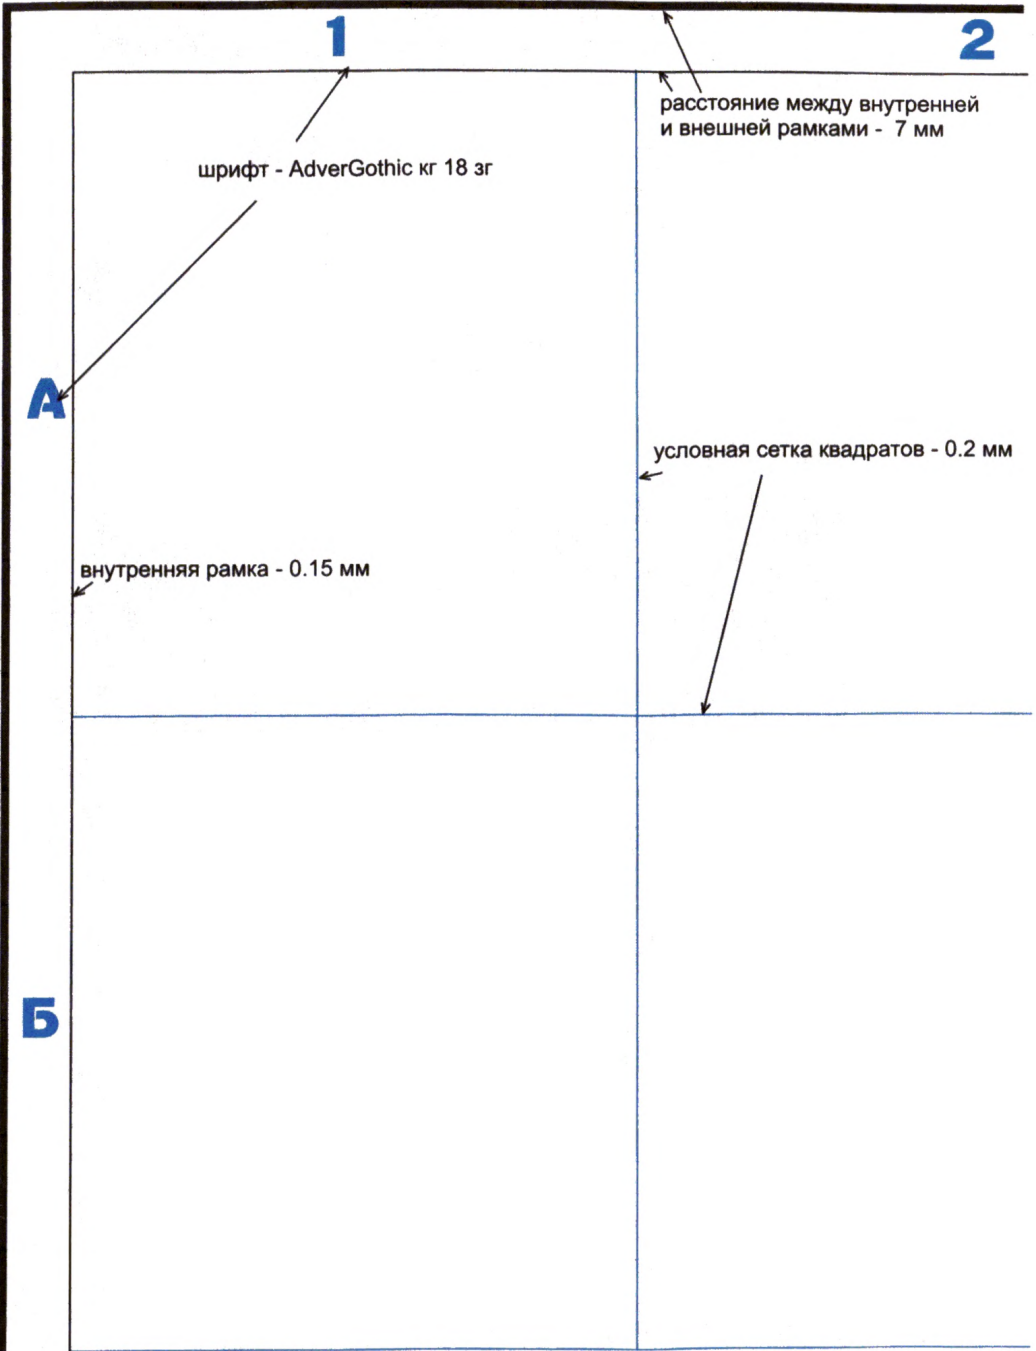 1
2
расстояние между внутренней
и внешней рамками - 7 мм
шрифт - AdverGothic кг 18 зг
А
условная сетка квадратов - 0.2 мм
внутренняя рамка - 0.15 мм
Б